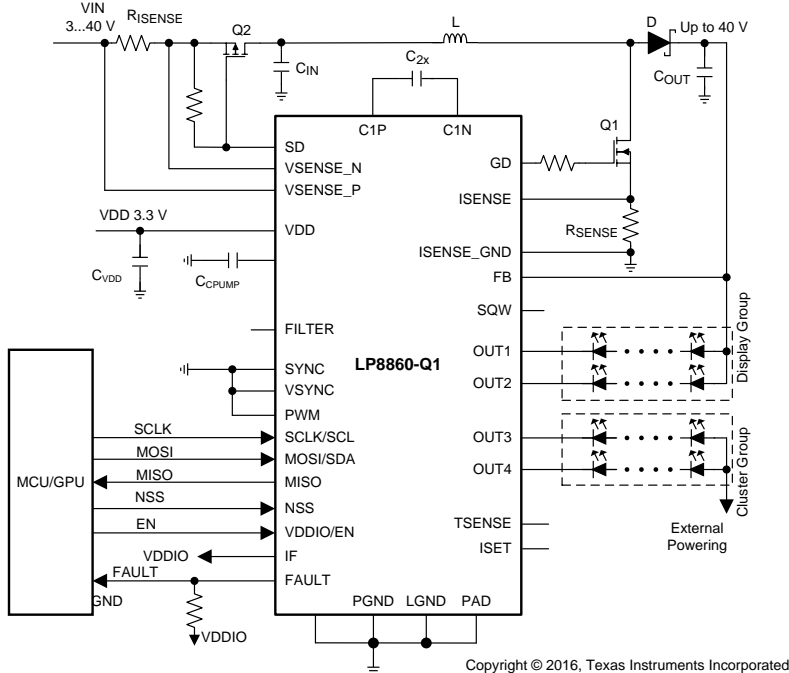 VIN
3...40 V
RISENSE
Q2
L
D
Up to 40 V
CIN
C2x
COUT
C1P
C1N
Q1
SD
VSENSE_N
VSENSE_P
GD
ISENSE
RSENSE
VDD 3.3 V
VDD
CVDD
CCPUMP
ISENSE_GND
FB
SQW
FILTER
LP8860-Q1
OUT1
OUT2
Display Group
SYNC
VSYNC
PWM
MCU/GPU
SCLK
SCLK/SCL
MOSI
MOSI/SDA
MISO
MISO
NSS
NSS
EN
VDDIO/EN
VDDIO
IF
FAULT
FAULT
GND
VDDIO
OUT3
OUT4
Cluster Group
External
Powering
TSENSE
ISET
PGND
LGND
PAD
Copyright © 2016, Texas Instruments Incorporated